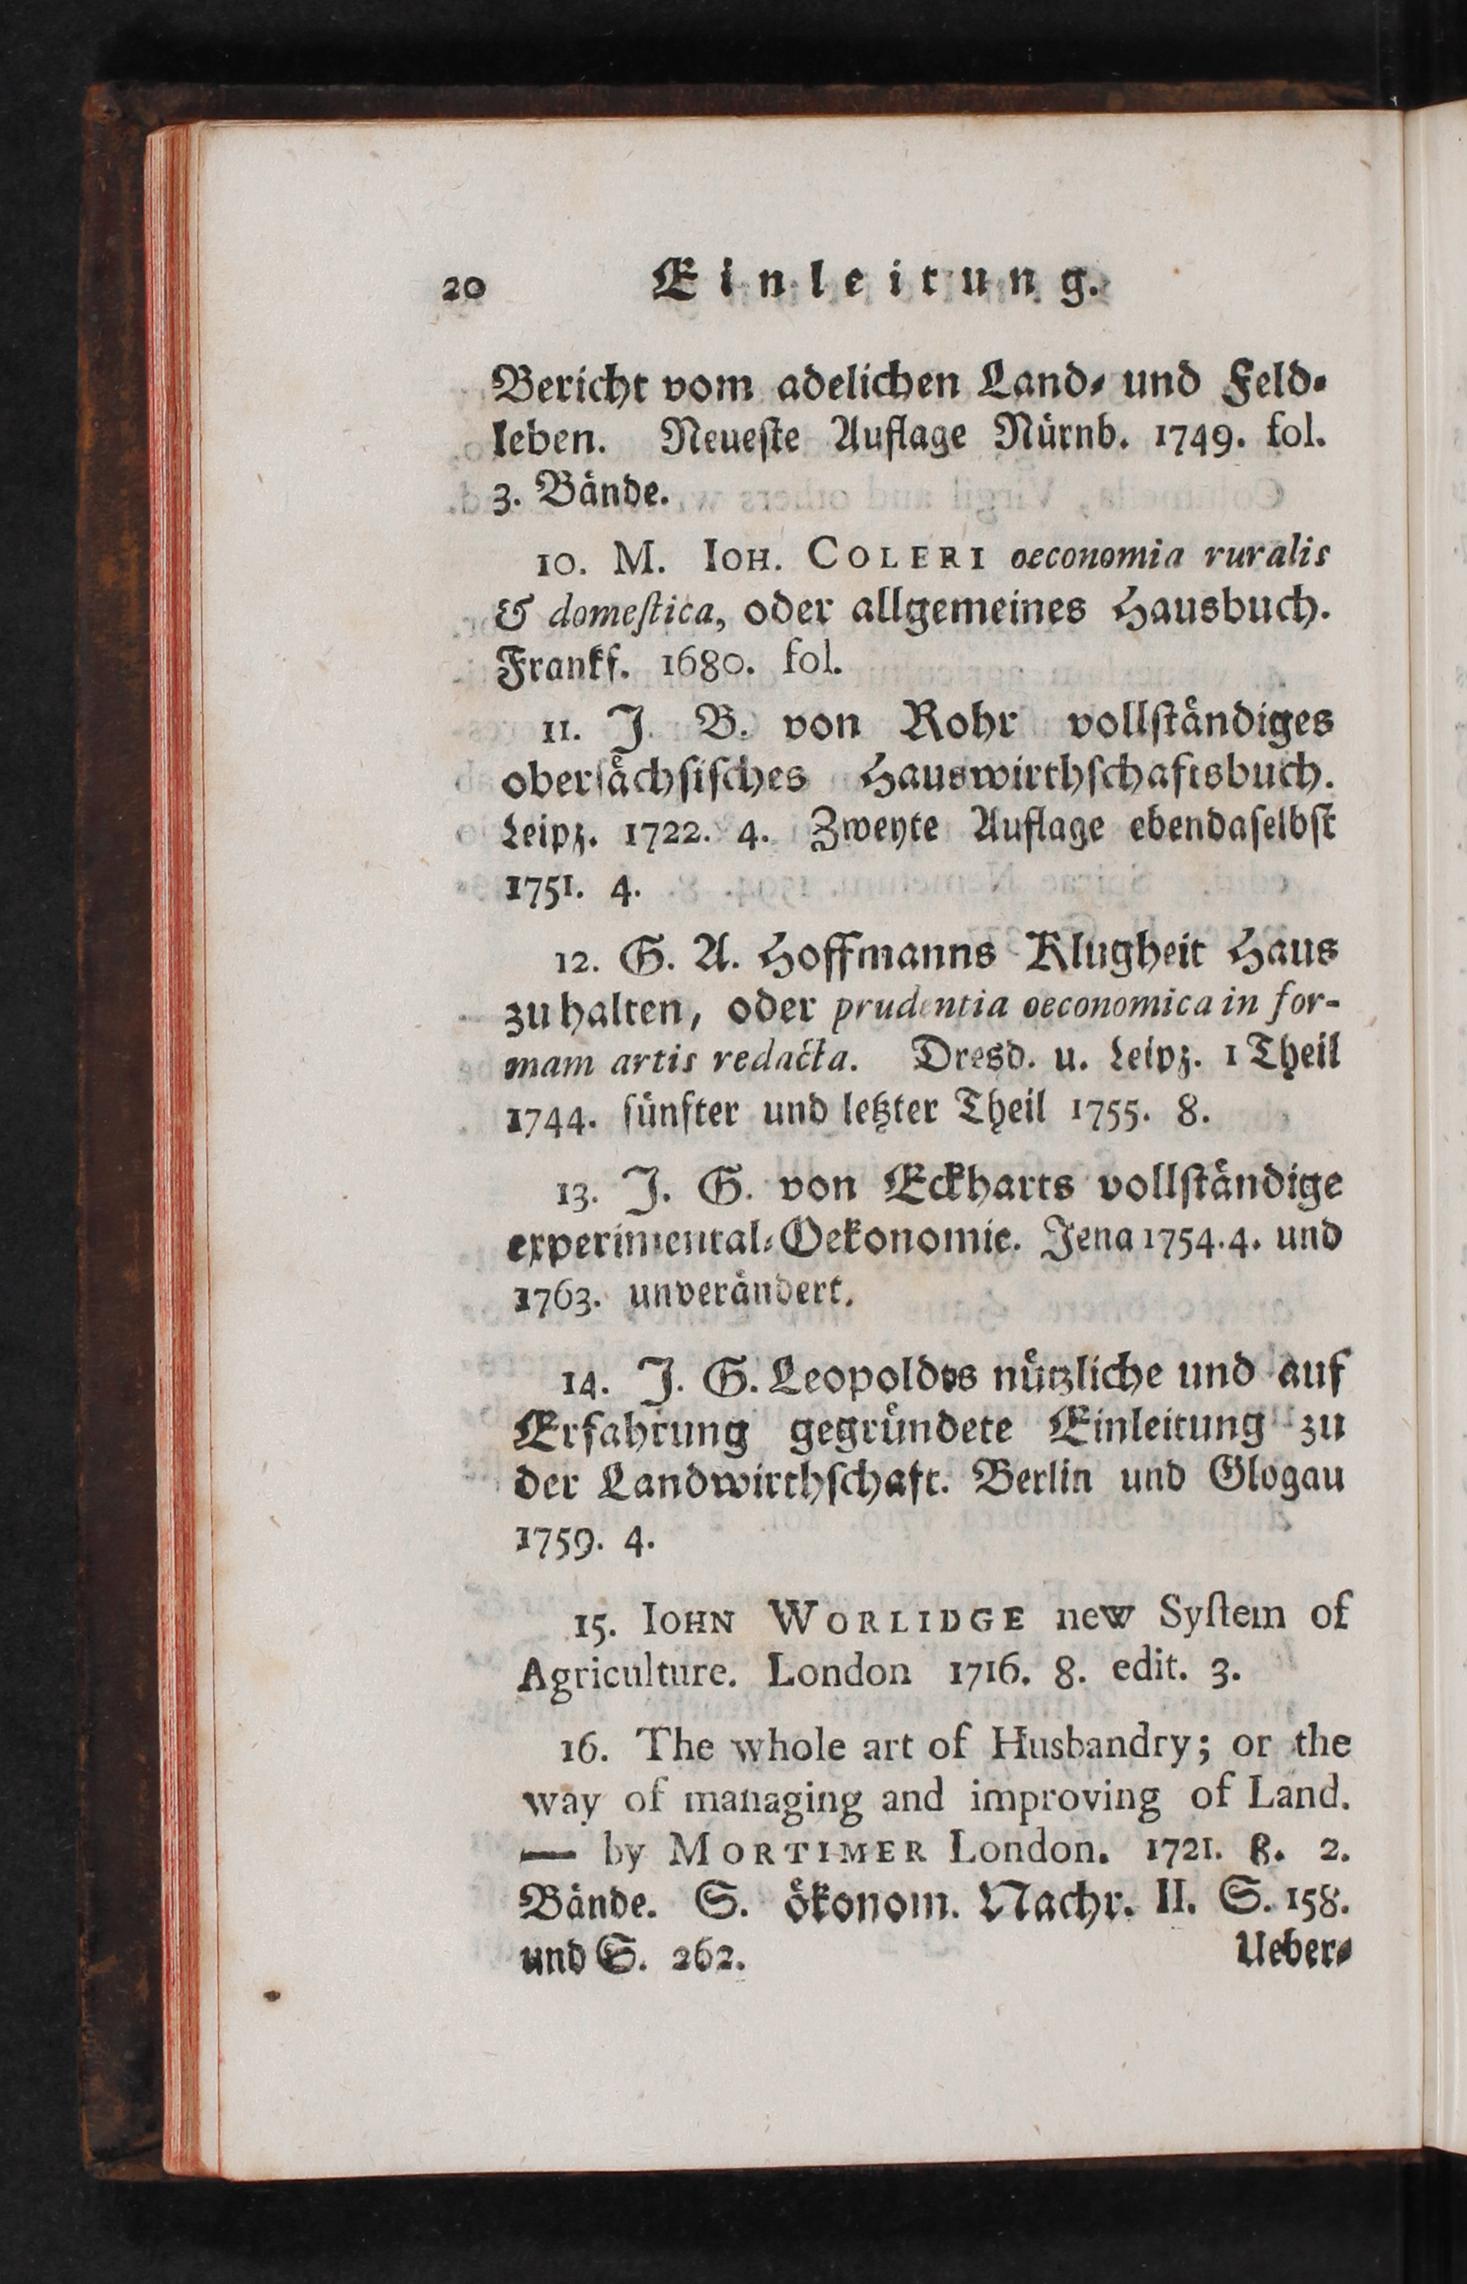 20 Einleitung.
Bericht vom adelichen Land- und Feld-
leben. Neueſte Auflage Nürnb. 1749. fol.
3. Bände.
10. M. IOH. COLERI oeconomia ruralis
& domeſtica, oder allgemeines Hausbuch.
Frankf. 1680. fol.
11. J. B. von Rohr vollſtändiges
oberſächſiſches Hauswirthſchaftsbuch.
Leipz. 1722. 4. Zweyte Auflage ebendaſelbſt
1751. 4.
12. G. A. Hoffmanns Klugheit Haus
zu halten, oder prudentia oeconomica in for-
mam artis redacta. Dresd. u. Leipz. 1 Theil
1744. fünfter und letzter Theil 1755. 8.
13. J. G. von Eckharts vollſtändige
experimental-Oekonomie. Jena 1754. 4. und
1763. unverändert.
14. J. G. Leopoldts nützliche und auf
Erfahrung gegründete Einleitung zu
der Landwirthſchaft. Berlin und Glogau
1759. 4.
15. IOHN WORLIDGE new Syſtem of
Agriculture. London 1716. 8. edit. 3.
16. The whole art of Husbandry; or the
way of managing and improving of Land.
— by MORTIMER London. 1721. 8. 2.
Bände. S. ökonom. Nachr. II. S. 158.
und S. 262.
Ueber-